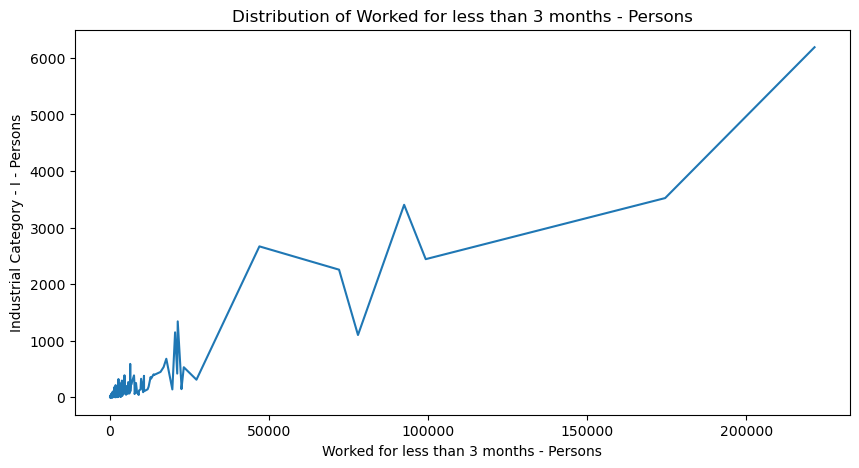 Distribution of Worked for less than 3 months - Persons
6000
5000
4000
3000
2000
1000
0
Industrial Category - I - Persons
0 50000 100000 150000 200000
Worked for less than 3 months - Persons